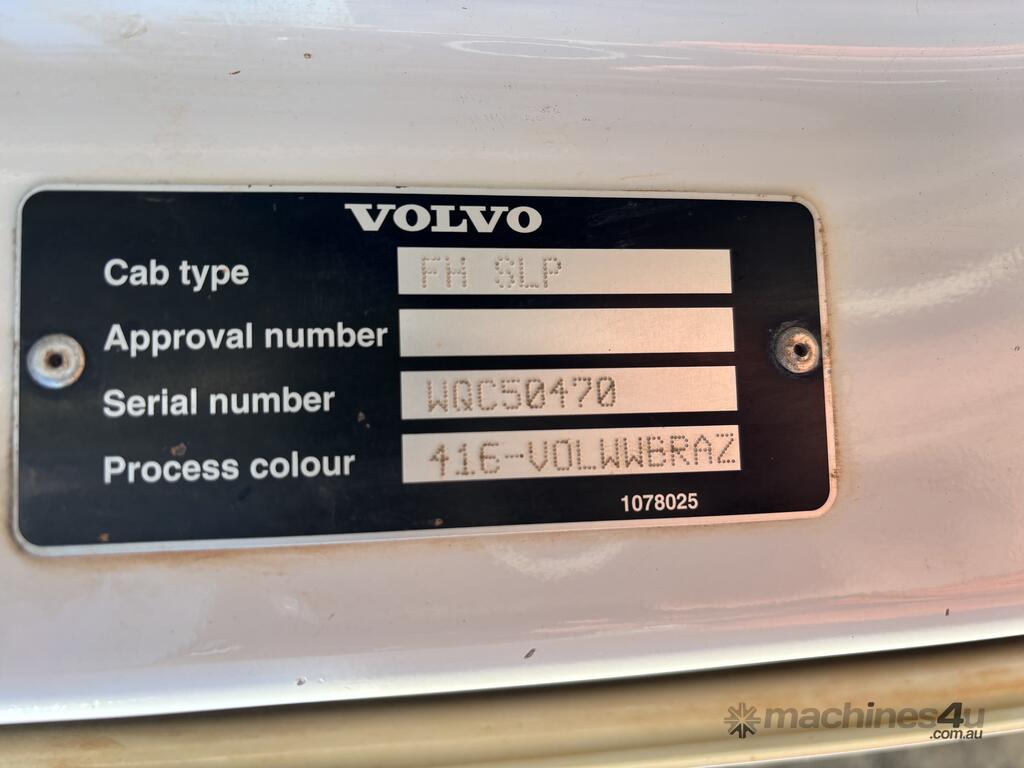 VOLVO
Cab type FH SLP
Approval number
Serial number WQC50470
Process colour 416-VOLWWBRAZ
1078025
machines4u
.com.au